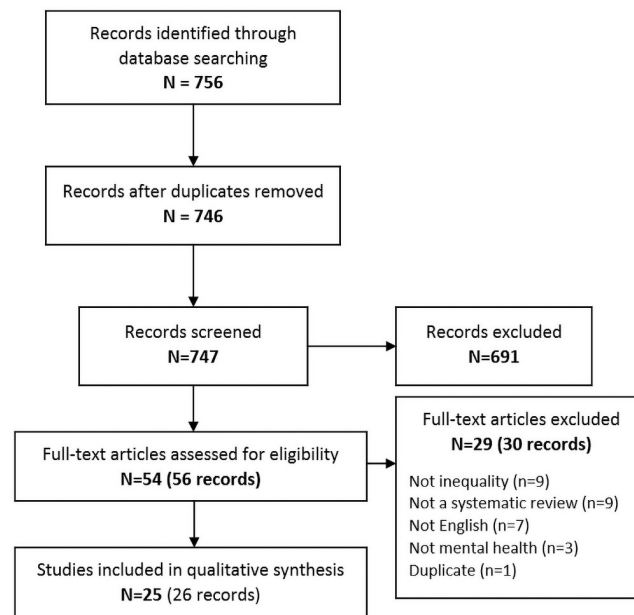 Records identified through
database searching
N = 756
Records after duplicates removed
N = 746
Records screened
N=747
Records excluded
N=691
Full-text articles assessed for eligibility
N=54 (56 records)
Full-text articles excluded
N=29 (30 records)
Not inequality (n=9)
Not a systematic review (n=9)
Not English (n=7)
Not mental health (n=3)
Duplicate (n=1)
Studies included in qualitative synthesis
N=25 (26 records)